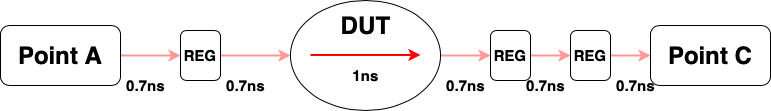 DUT
Point A
REG
1ns
REG
REG
Point C
0.7ns
0.7ns
0.7ns
0.7ns
0.7ns